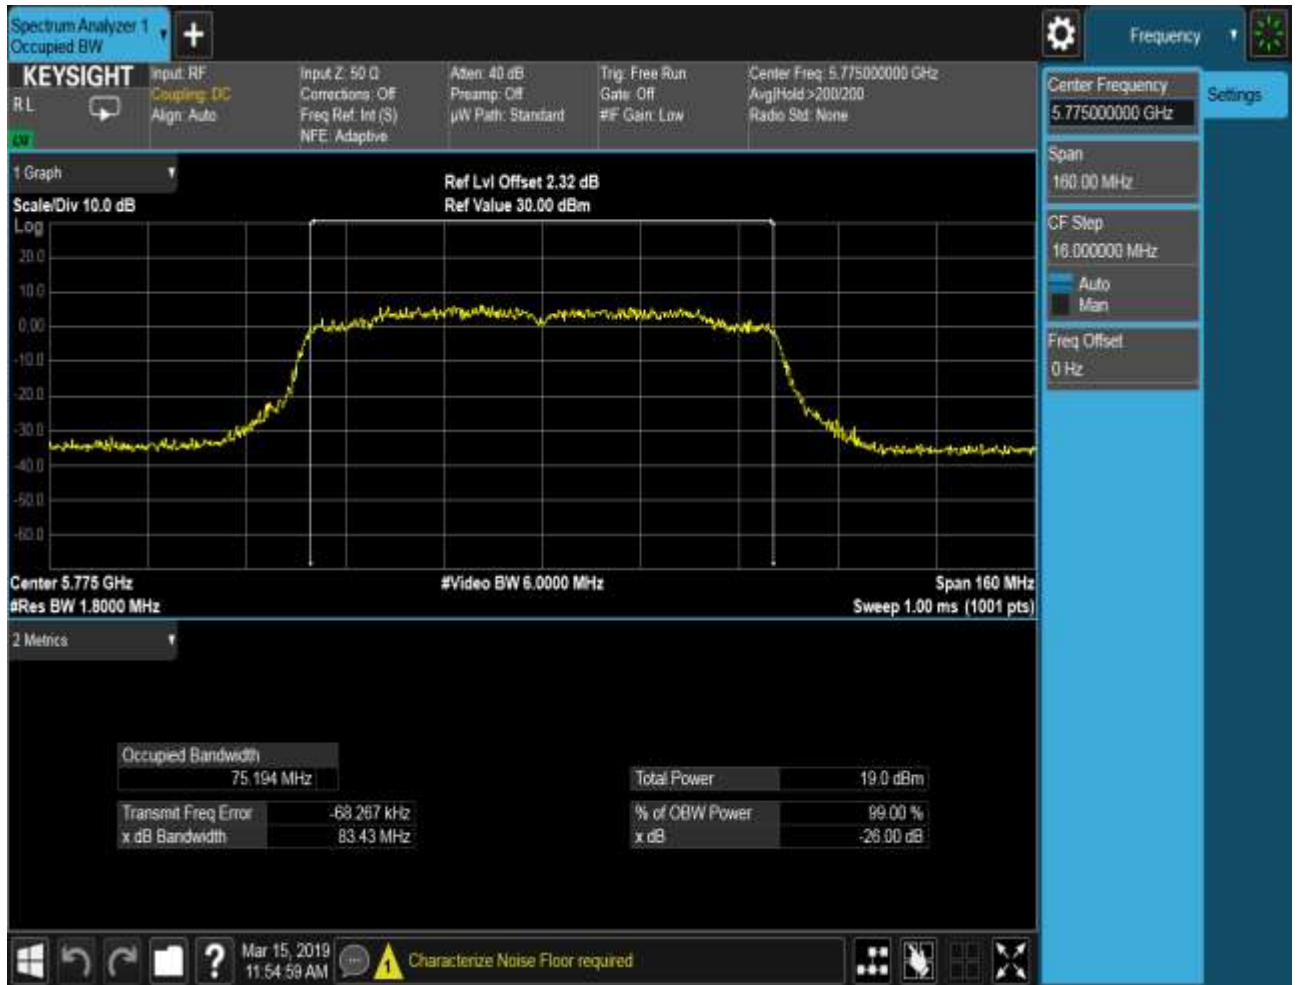 Spectrum Analyzer 1
Occupied BW
Frequency
KEYSIGHT
R L
Input: RF
Coupling: DC
Align: Auto
Input Z: 50 Ω
Corrections: Off
Freq Ref: Int (S)
NFE: Adaptive
Atten: 40 dB
Preamp: Off
µW Path: Standard
Trig: Free Run
Gate: Off
#IF Gain: Low
Center Freq: 5.775000000 GHz
Avg|Hold:>200/200
Radio Std: None
Center Frequency
5.775000000 GHz
Settings
Span
160.00 MHz
CF Step
16.000000 MHz
Auto
Man
Freq Offset
0 Hz
1 Graph
Scale/Div 10.0 dB
Ref Lvl Offset 2.32 dB
Ref Value 30.00 dBm
Log
20.0
10.0
0.00
-10.0
-20.0
-30.0
-40.0
-50.0
-60.0
Center 5.775 GHz
#Video BW 6.0000 MHz
Span 160 MHz
#Res BW 1.8000 MHz
Sweep 1.00 ms (1001 pts)
2 Metrics
Occupied Bandwidth
75.194 MHz
Total Power 19.0 dBm
Transmit Freq Error -68.267 kHz
% of OBW Power 99.00 %
x dB Bandwidth 83.43 MHz
x dB -26.00 dB
Mar 15, 2019
11:54:59 AM
?
1
Characterize Noise Floor required